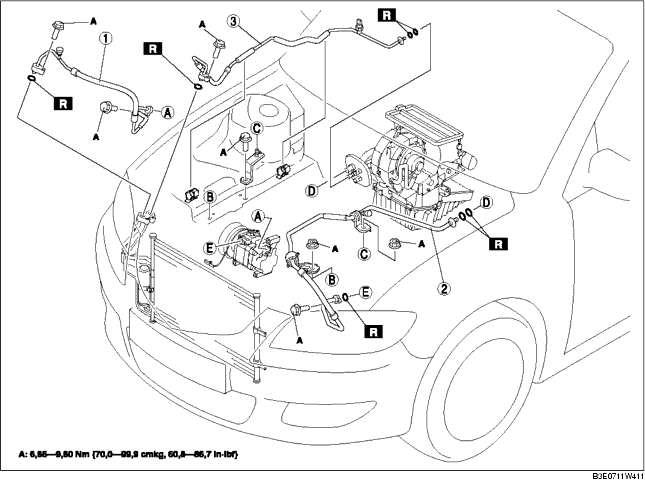 A
1
R
A
A
A
3
R
R
A
C
B
D
A
E
A
A
C
D
R
B
2
E
A
R
A: 6,86—9,80 Nm {70,0—99,9 cmkg, 60,8—86,7 in·lbf}
B3E0711W411